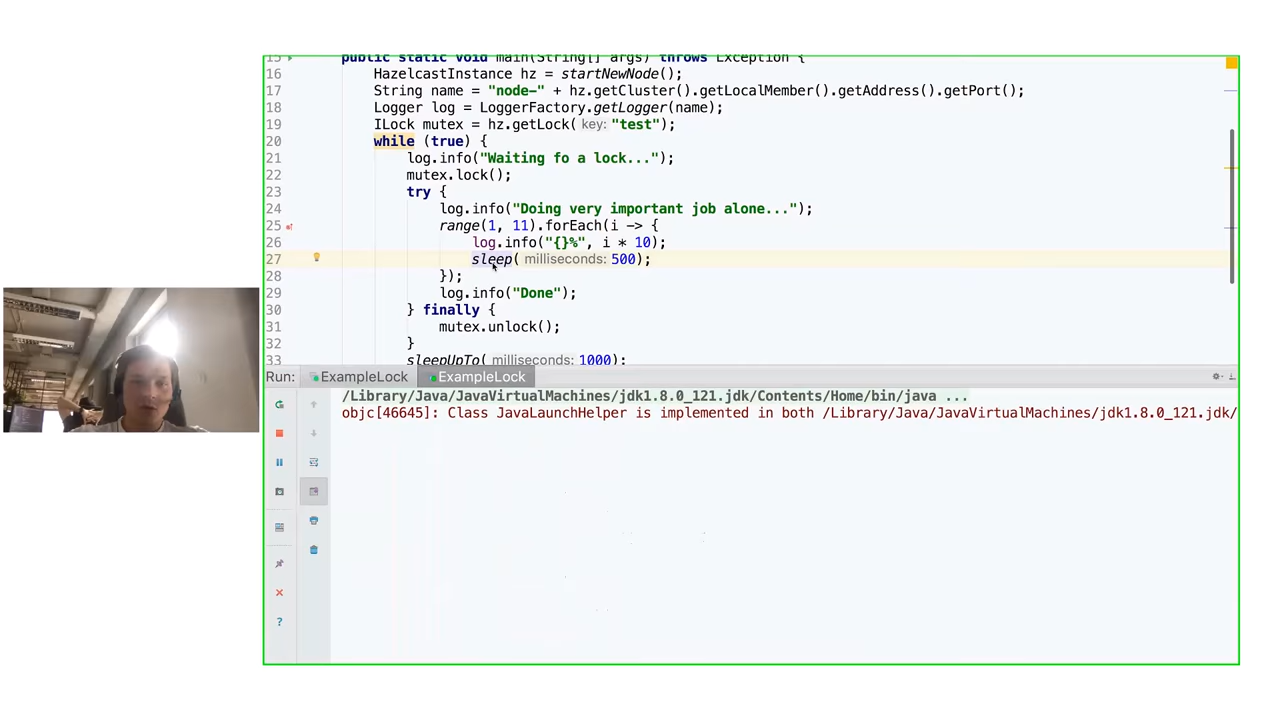 15 public static void main(String[] args) throws Exception {
16 HazelcastInstance hz = startNewNode();
17 String name = "node-" + hz.getCluster().getLocalMember().getAddress().getPort();
18 Logger log = LoggerFactory.getLogger(name);
19 ILock mutex = hz.getLock( key: "test");
20 while (true) {
21 log.info("Waiting fo a lock...");
22 mutex.lock();
23 try {
24 log.info("Doing very important job alone...");
25 range(1, 11).forEach(i -> {
26 log.info("{}%", i * 10);
27 sleep( milliseconds: 500);
28 });
29 log.info("Done");
30 } finally {
31 mutex.unlock();
32 }
33 sleepUpTo( milliseconds: 1000);
Run: ExampleLock ExampleLock
/Library/Java/JavaVirtualMachines/jdk1.8.0_121.jdk/Contents/Home/bin/java ...
objc[46645]: Class JavaLaunchHelper is implemented in both /Library/Java/JavaVirtualMachines/jdk1.8.0_121.jdk/